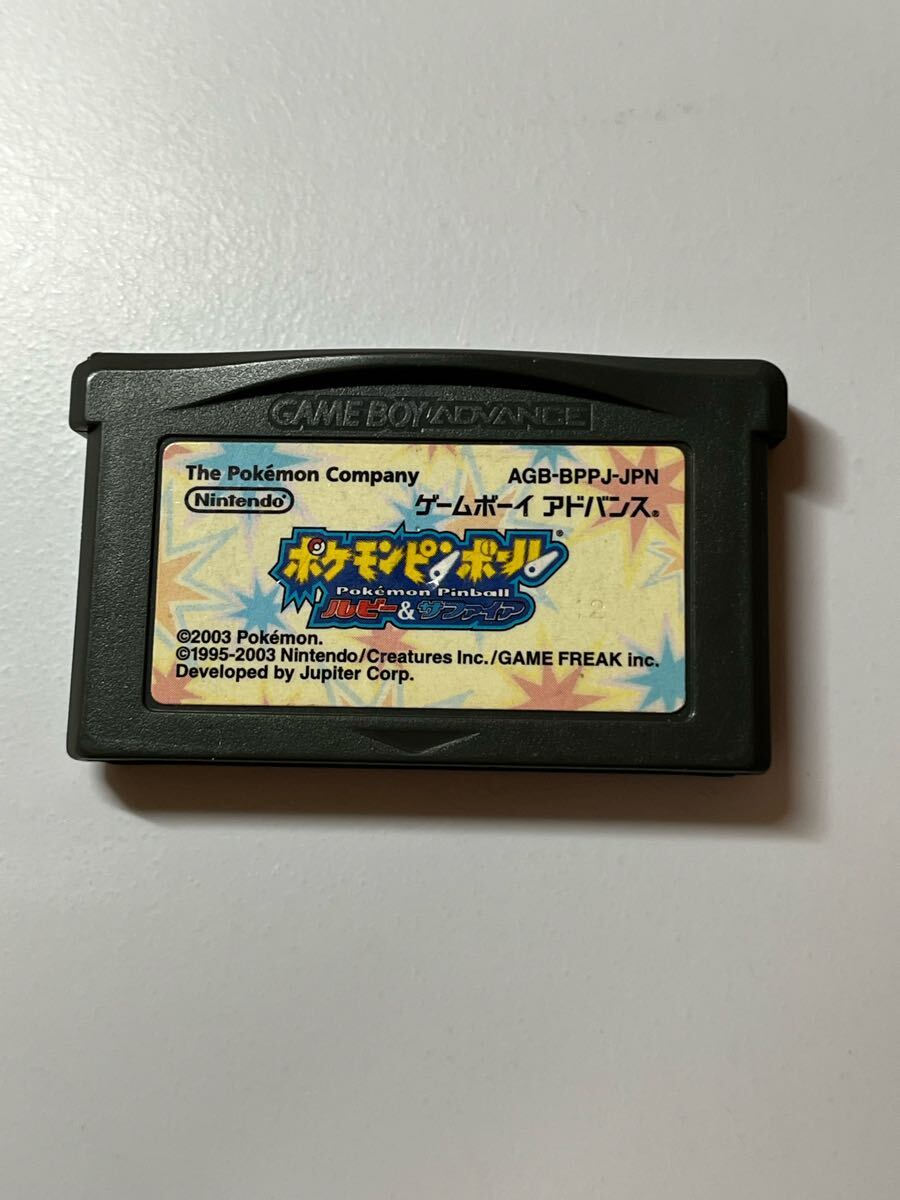 GAME BOY ADVANCE
The Pokémon Company
AGB-BPPJ-JPN
Nintendo®
ゲームボーイ アドバンス®
ポケモンピンボール®
Pokémon Pinball
ルビー&サファイア
12
©2003 Pokémon.
©1995-2003 Nintendo/Creatures Inc./GAME FREAK inc.
Developed by Jupiter Corp.